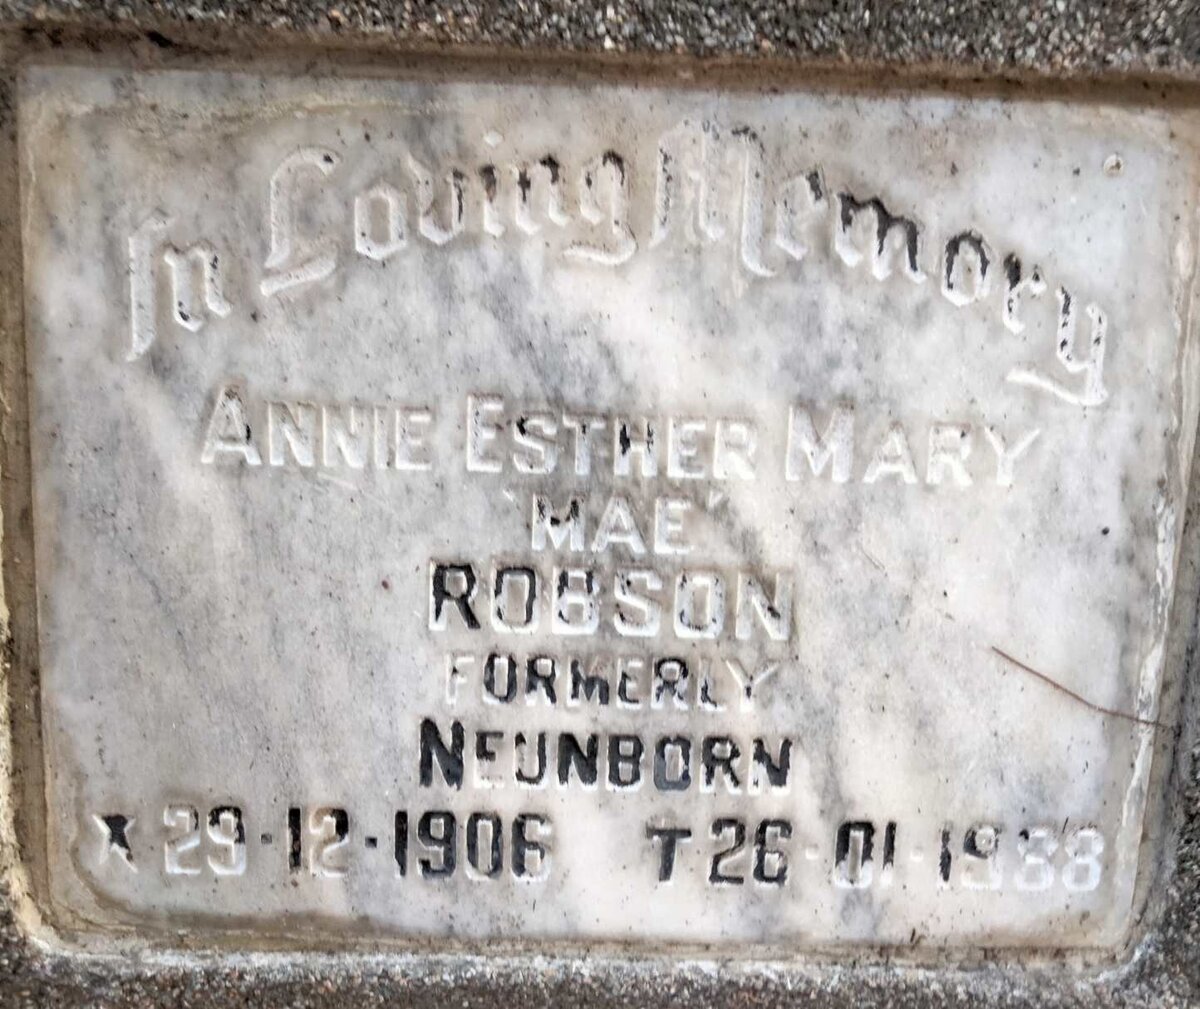 In Loving Memory
ANNIE ESTHER MARY
'MAE'
ROBSON
FORMERLY
NEUNBORN
★ 29·12·1906 † 26·01·1988